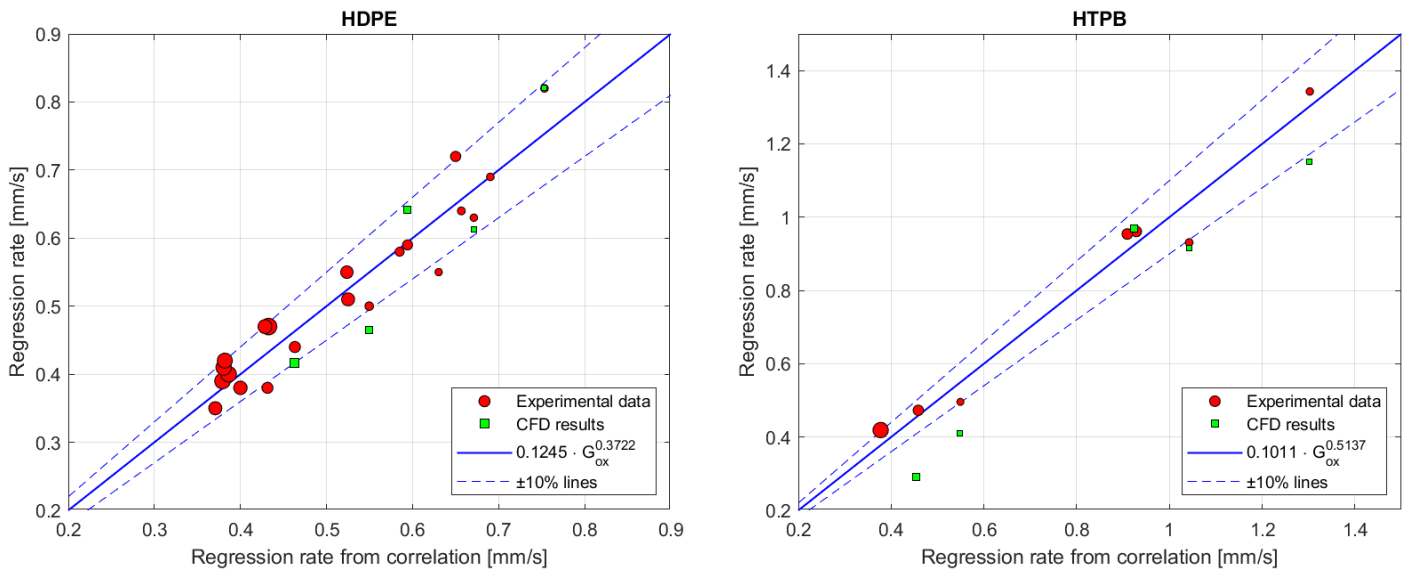 HDPE
0.9
0.8
0.7
0.6
0.5
0.4
0.3
0.2
Regression rate [mm/s]
Experimental data
CFD results
0.1245 · G_ox^0.3722
±10% lines
0.2 0.3 0.4 0.5 0.6 0.7 0.8 0.9
Regression rate from correlation [mm/s]
HTPB
1.4
1.2
1
0.8
0.6
0.4
0.2
Regression rate [mm/s]
Experimental data
CFD results
0.1011 · G_ox^0.5137
±10% lines
0.2 0.4 0.6 0.8 1 1.2 1.4
Regression rate from correlation [mm/s]